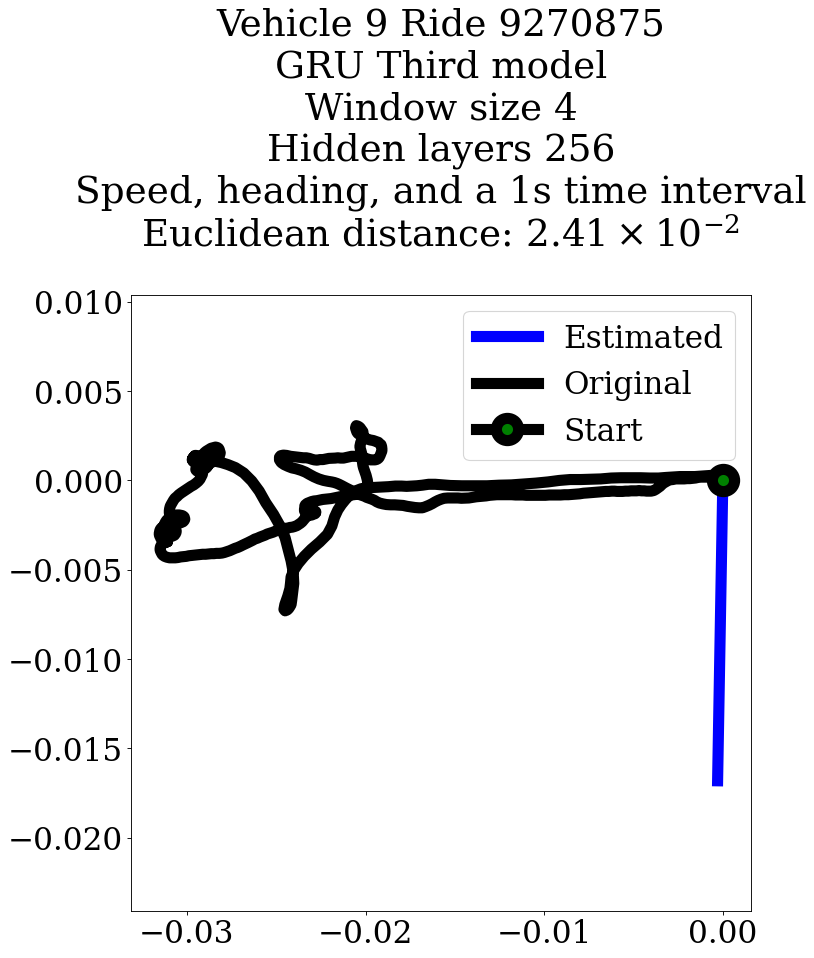 Vehicle 9 Ride 9270875
GRU Third model
Window size 4
Hidden layers 256
Speed, heading, and a 1s time interval
Euclidean distance: 2.41 × 10⁻²
0.010
0.005
0.000
−0.005
−0.010
−0.015
−0.020
Estimated
Original
Start
−0.03
−0.02
−0.01
0.00